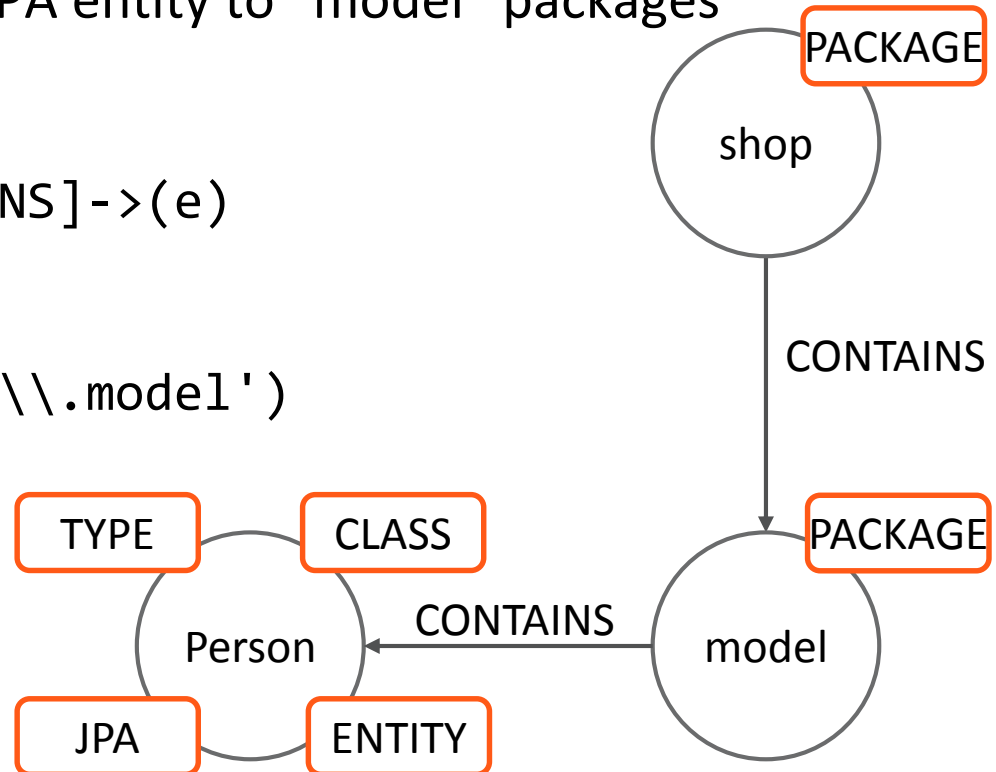 PA entity to "model" packages
PACKAGE
shop
NS]->(e)
CONTAINS
\\.model')
TYPE
CLASS
PACKAGE
CONTAINS
Person
model
JPA
ENTITY